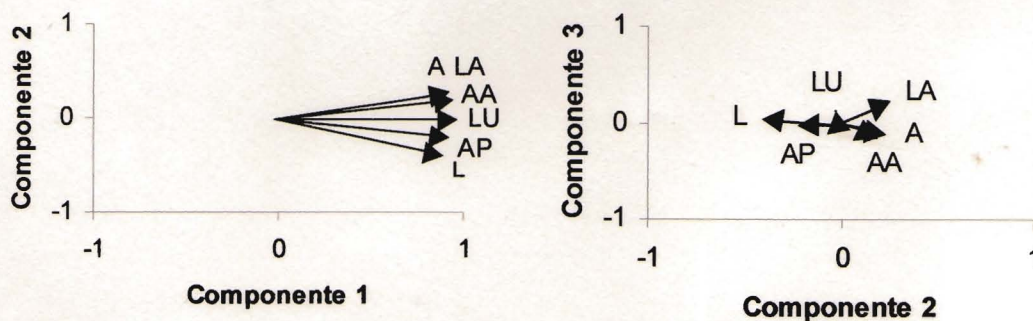 Componente 2
1
0
-1
-1
0
1
A LA
AA
LU
AP
L
Componente 1
Componente 3
1
0
-1
-1
0
1
LU
LA
L
A
AP
AA
Componente 2